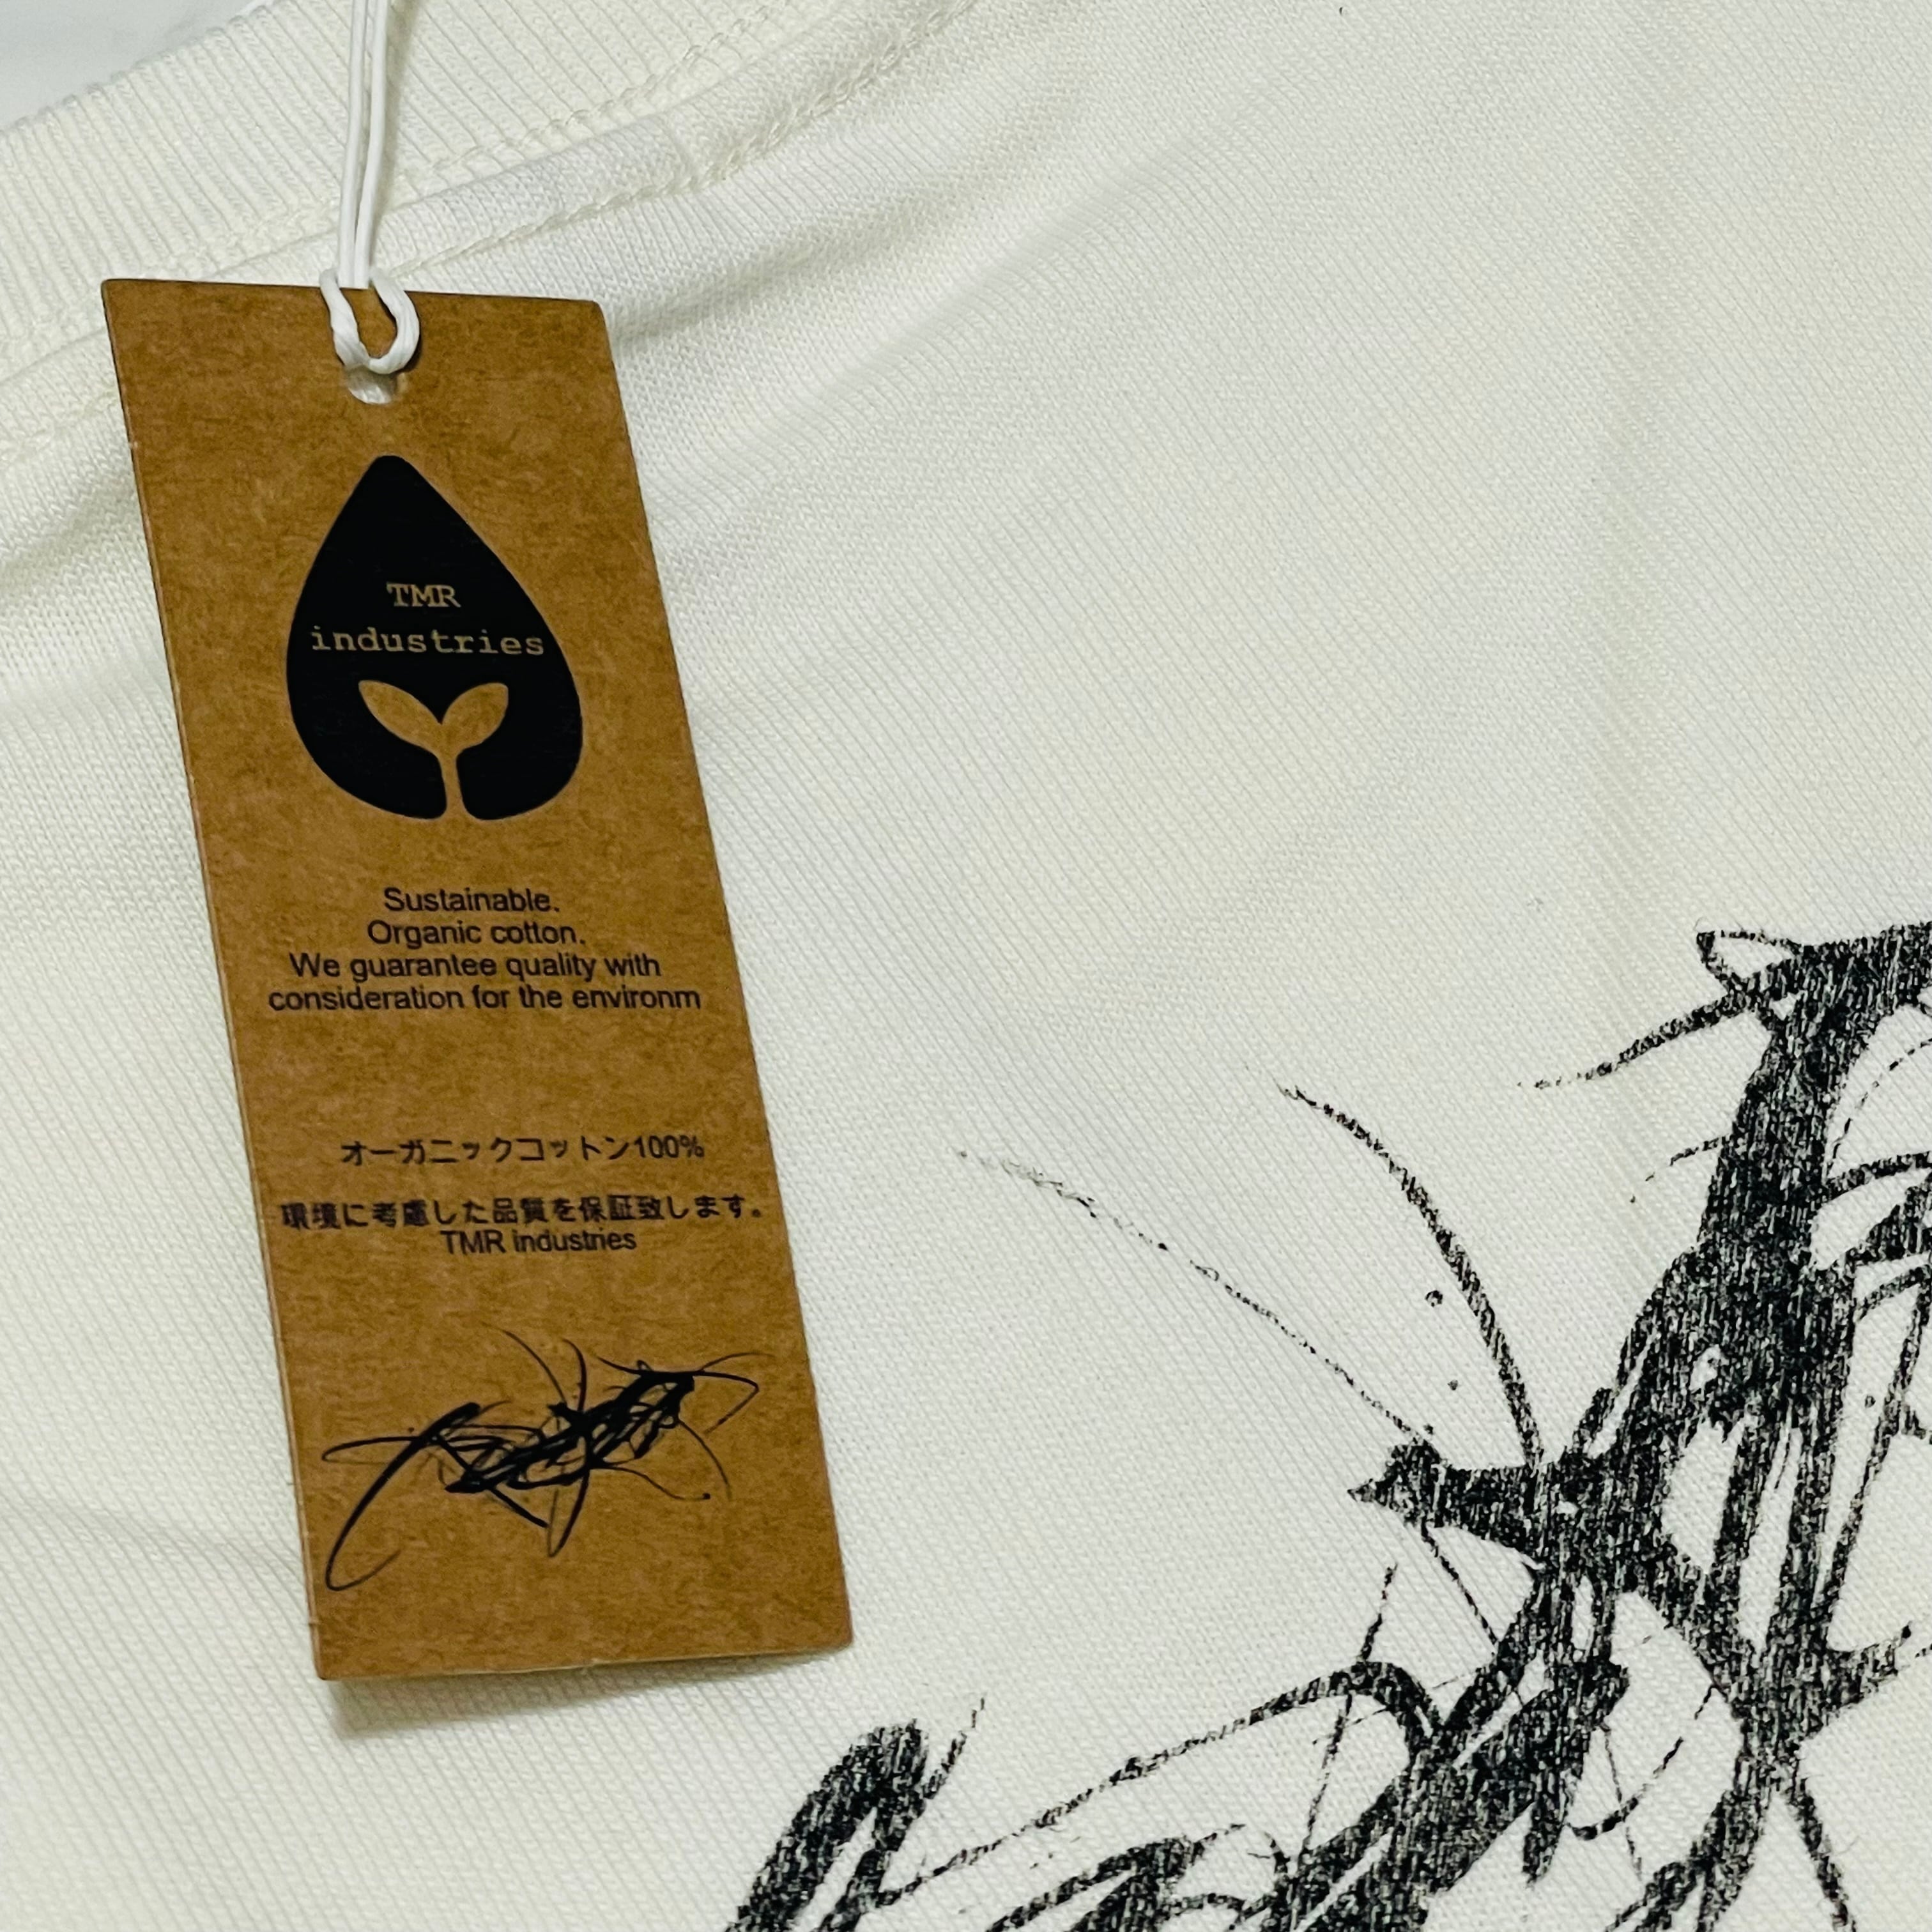 TMR
industries
Sustainable.
Organic cotton.
We guarantee quality with
consideration for the environm
オーガニックコットン100%
環境に考慮した品質を保証致します。
TMR industries